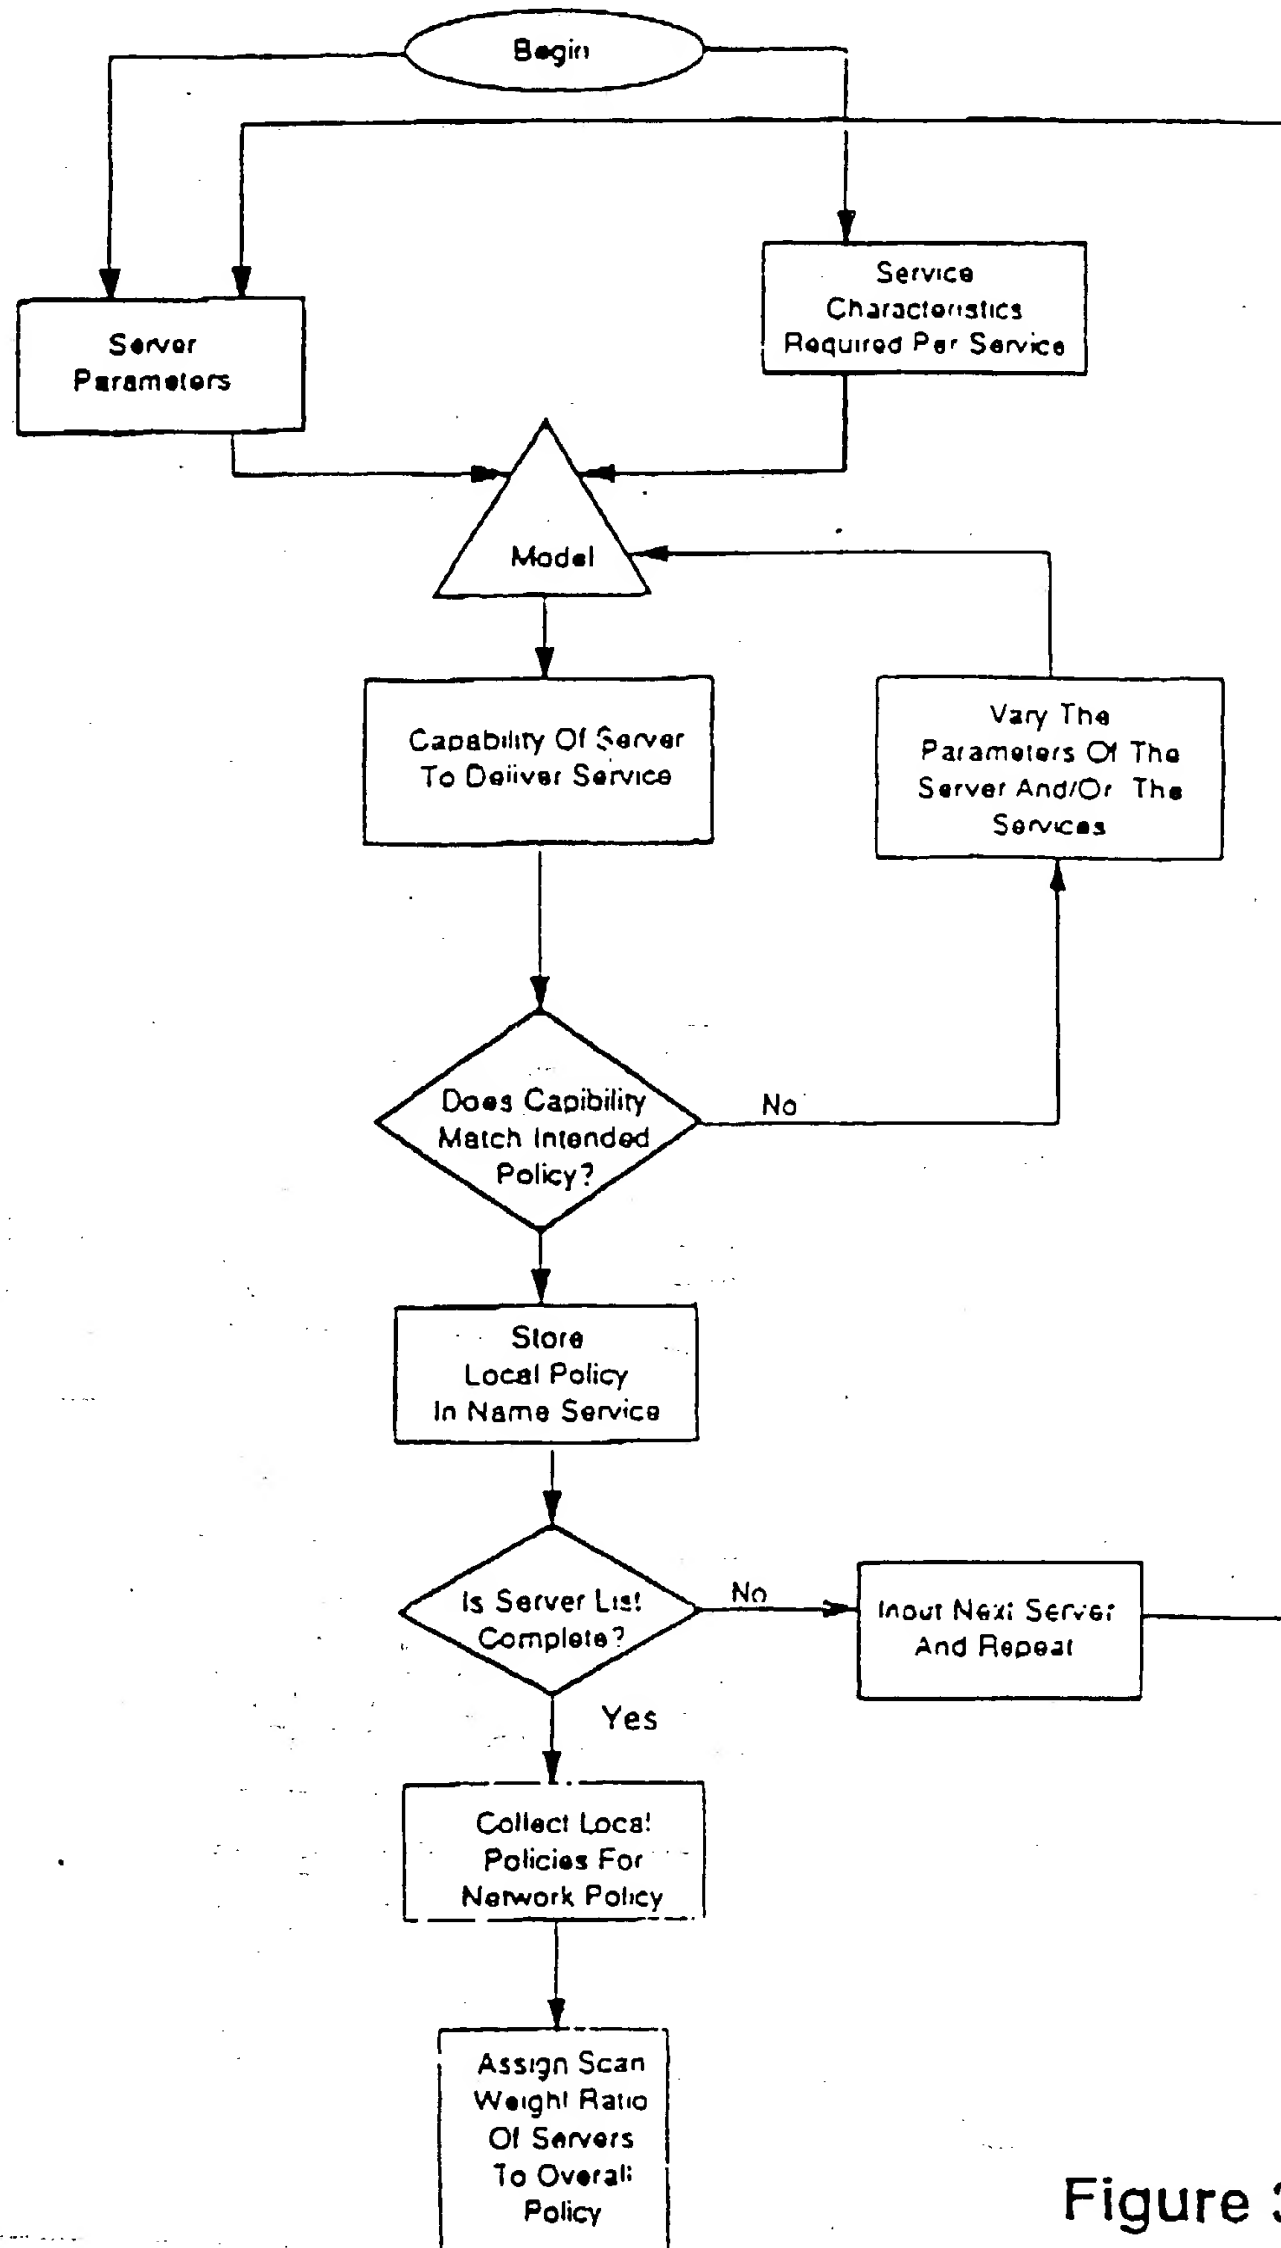 Begin
Service
Characteristics
Required Per Service
Server
Parameters
Model
Capability Of Server
To Deliver Service
Vary The
Parameters Of The
Server And/Or The
Services
Does Capibility
Match Intended
Policy?
No
Store
Local Policy
In Name Service
Is Server List
Complete?
No
Input Next Server
And Repeat
Yes
Collect Local
Policies For
Network Policy
Assign Scan
Weight Ratio
Of Servers
To Overall
Policy
Figure